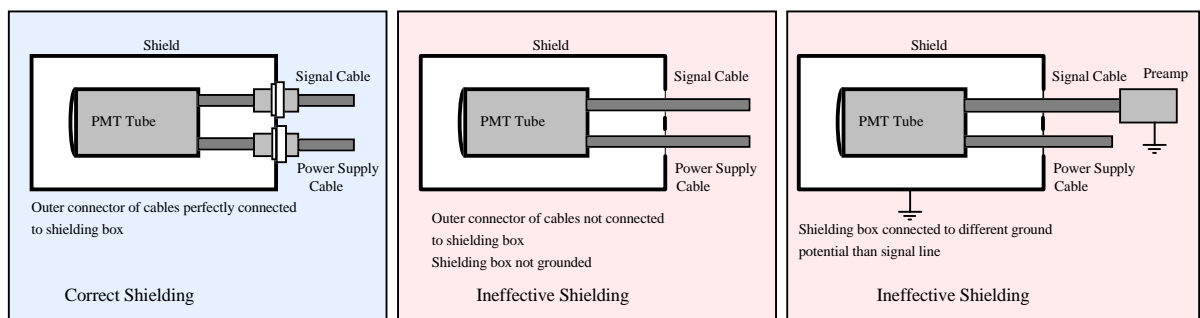 Shield
Signal Cable
PMT Tube
Power Supply
Cable
Outer connector of cables perfectly connected
to shielding box
Correct Shielding
Shield
Signal Cable
PMT Tube
Power Supply
Cable
Outer connector of cables not connected
to shielding box
Shielding box not grounded
Ineffective Shielding
Shield
Signal Cable
Preamp
PMT Tube
Power Supply
Cable
Shielding box connected to different ground
potential than signal line
Ineffective Shielding